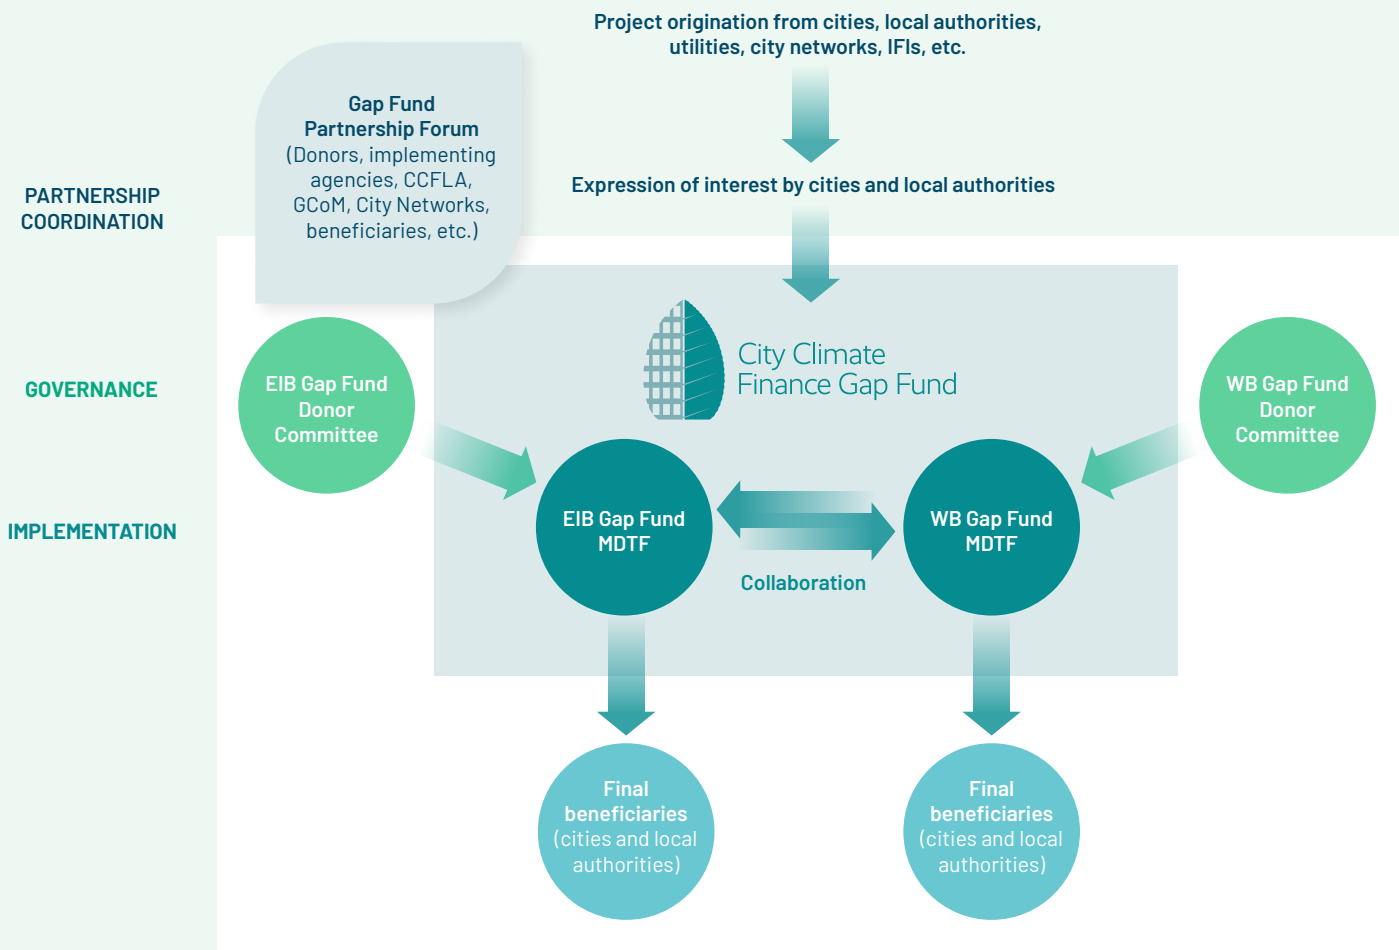 Project origination from cities, local authorities,
utilities, city networks, IFIs, etc.
Gap Fund
Partnership Forum
(Donors, implementing
agencies, CCFLA,
GCoM, City Networks,
beneficiaries, etc.)
PARTNERSHIP
COORDINATION
Expression of interest by cities and local authorities
City Climate
Finance Gap Fund
GOVERNANCE
EIB Gap Fund
Donor
Committee
WB Gap Fund
Donor
Committee
IMPLEMENTATION
EIB Gap Fund
MDTF
Collaboration
WB Gap Fund
MDTF
Final
beneficiaries
(cities and local
authorities)
Final
beneficiaries
(cities and local
authorities)